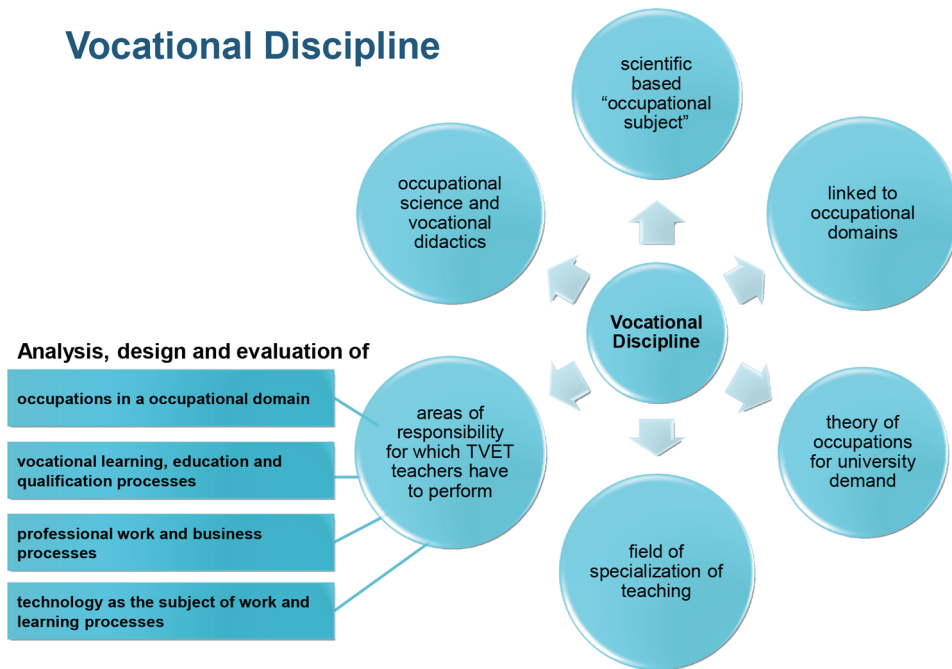 Vocational Discipline
scientific
based
“occupational
subject”
occupational
science and
vocational
didactics
linked to
occupational
domains
Vocational
Discipline
Analysis, design and evaluation of
occupations in a occupational domain
vocational learning, education and
qualification processes
professional work and business
processes
technology as the subject of work and
learning processes
areas of
responsibility
for which TVET
teachers have
to perform
theory of
occupations
for university
demand
field of
specialization of
teaching